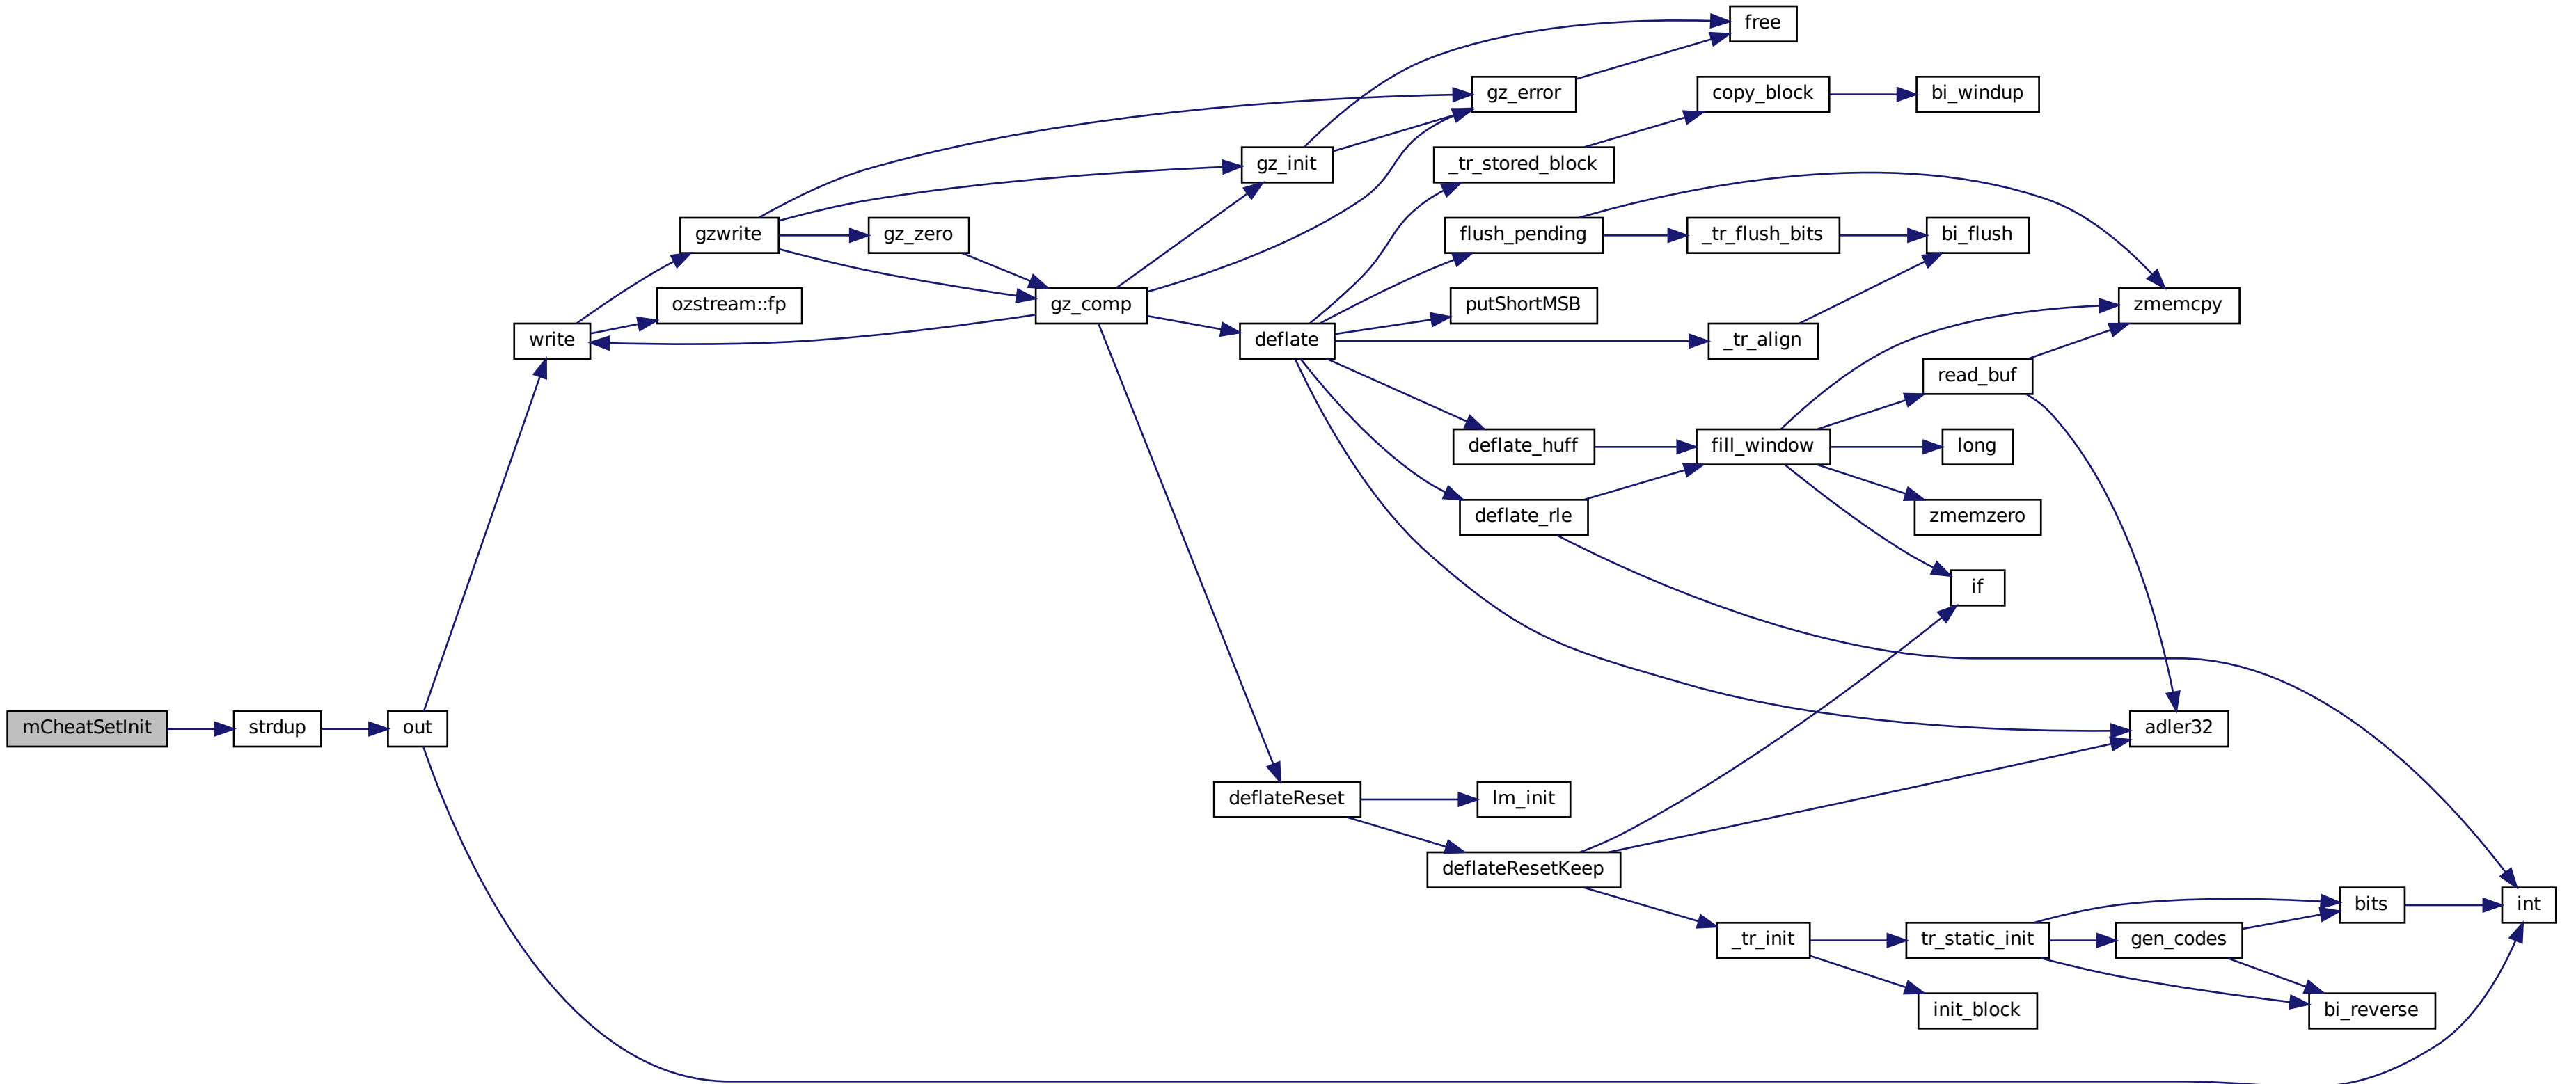 free
gz_error
copy_block
bi_windup
gz_init
_tr_stored_block
gzwrite
gz_zero
flush_pending
_tr_flush_bits
bi_flush
ozstream::fp
gz_comp
putShortMSB
zmemcpy
write
deflate
_tr_align
read_buf
deflate_huff
fill_window
long
deflate_rle
zmemzero
if
mCheatSetInit
strdup
out
adler32
deflateReset
lm_init
deflateResetKeep
bits
int
_tr_init
tr_static_init
gen_codes
init_block
bi_reverse